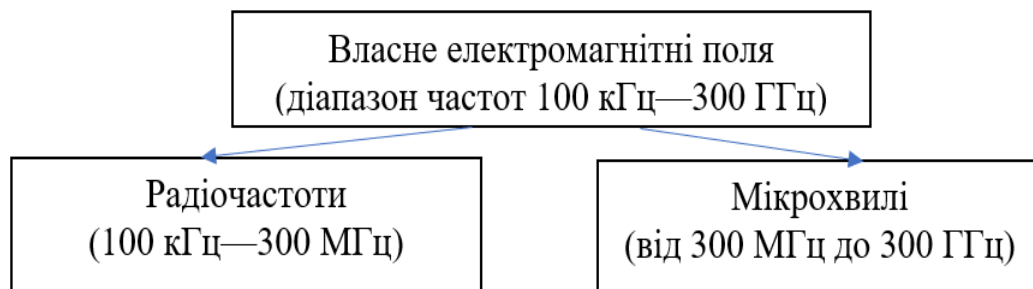 Власне електромагнітні поля
(діапазон частот 100 кГц—300 ГГц)
Радіочастоти
(100 кГц—300 МГц)
Мікрохвилі
(від 300 МГц до 300 ГГц)